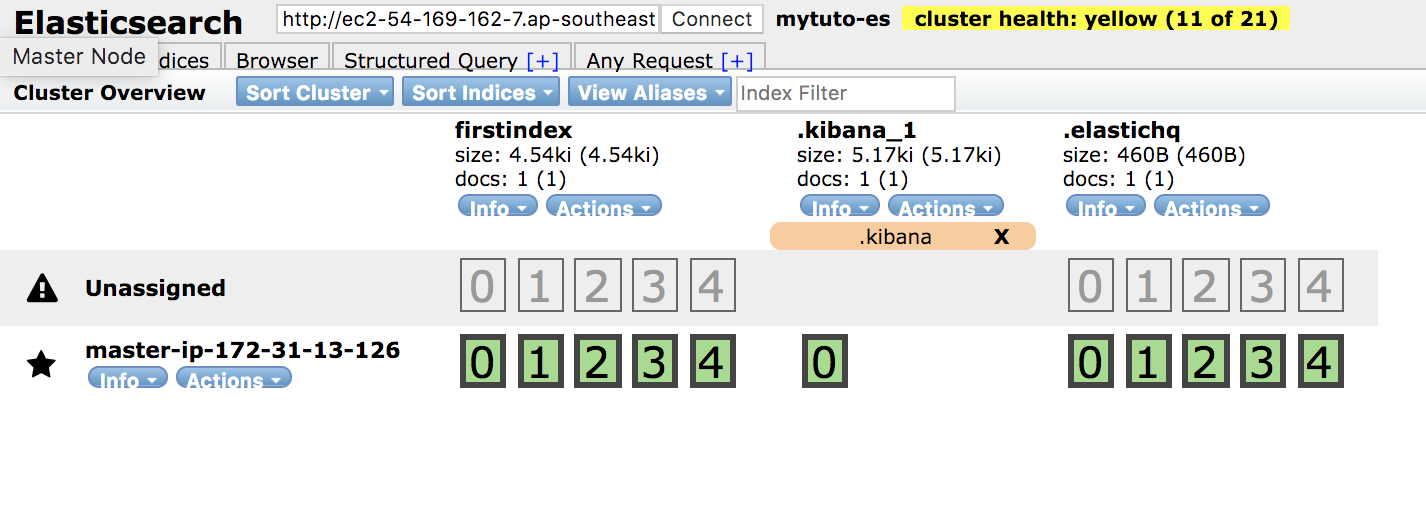 Elasticsearch http://ec2-54-169-162-7.ap-southeast Connect mytuto-es cluster health: yellow (11 of 21)
Master Node dices Browser Structured Query [+] Any Request [+]
Cluster Overview Sort Cluster Sort Indices View Aliases Index Filter
firstindex .kibana_1 .elastichq
size: 4.54ki (4.54ki) size: 5.17ki (5.17ki) size: 460B (460B)
docs: 1 (1) docs: 1 (1) docs: 1 (1)
Info Actions Info Actions Info Actions
.kibana X
Unassigned 0 1 2 3 4 0 1 2 3 4
master-ip-172-31-13-126 0 1 2 3 4 0 0 1 2 3 4
Info Actions